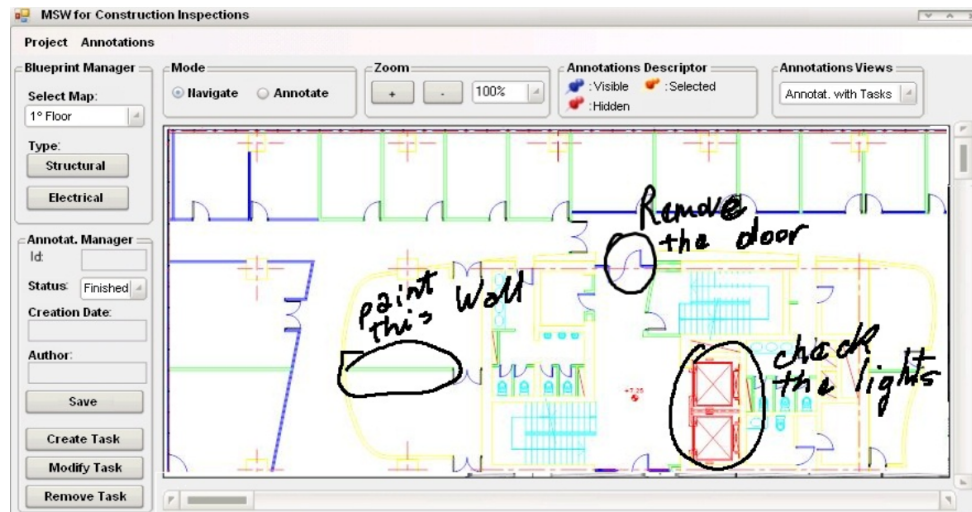 MSW for Construction Inspections
Project Annotations
Blueprint Manager
Select Map:
1º Floor
Type:
Structural
Electrical
Annotat. Manager
Id:
Status: Finished
Creation Date:
Author:
Save
Create Task
Modify Task
Remove Task
Mode
Navigate Annotate
Zoom
+ - 100%
Annotations Descriptor
:Visible :Selected
:Hidden
Annotations Views
Annotat. with Tasks
Remove
the door
paint
this Wall
check
the lights